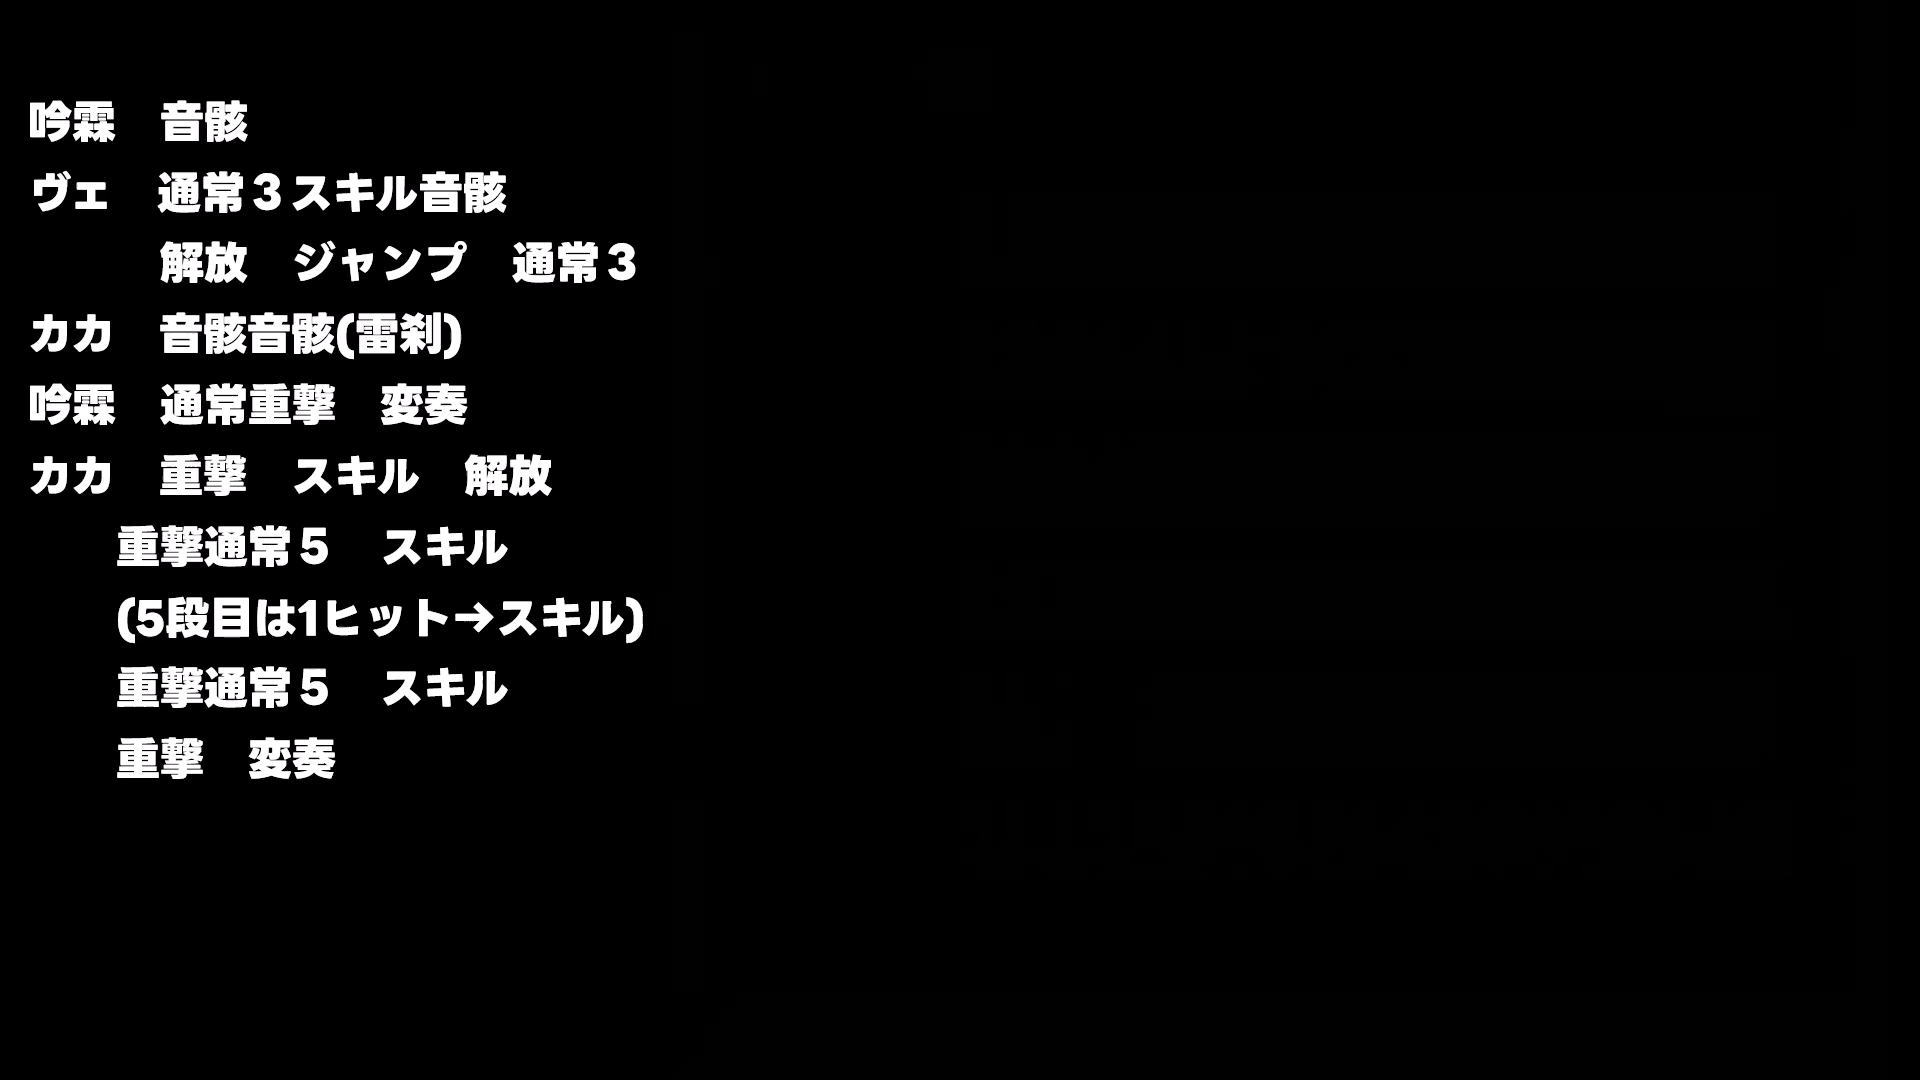 吟霖　音骸
ヴェ　通常３スキル音骸
解放　ジャンプ　通常３
カカ　音骸音骸(雷刹)
吟霖　通常重撃　変奏
カカ　重撃　スキル　解放
重撃通常５　スキル
(5段目は1ヒット→スキル)
重撃通常５　スキル
重撃　変奏